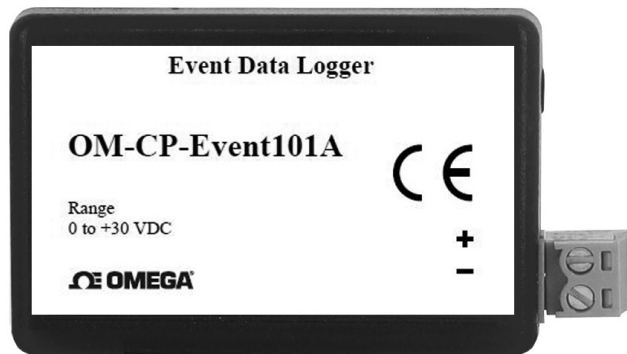 Event Data Logger
OM-CP-Event101A
CE
Range
0 to +30 VDC
+
-
OMEGA®